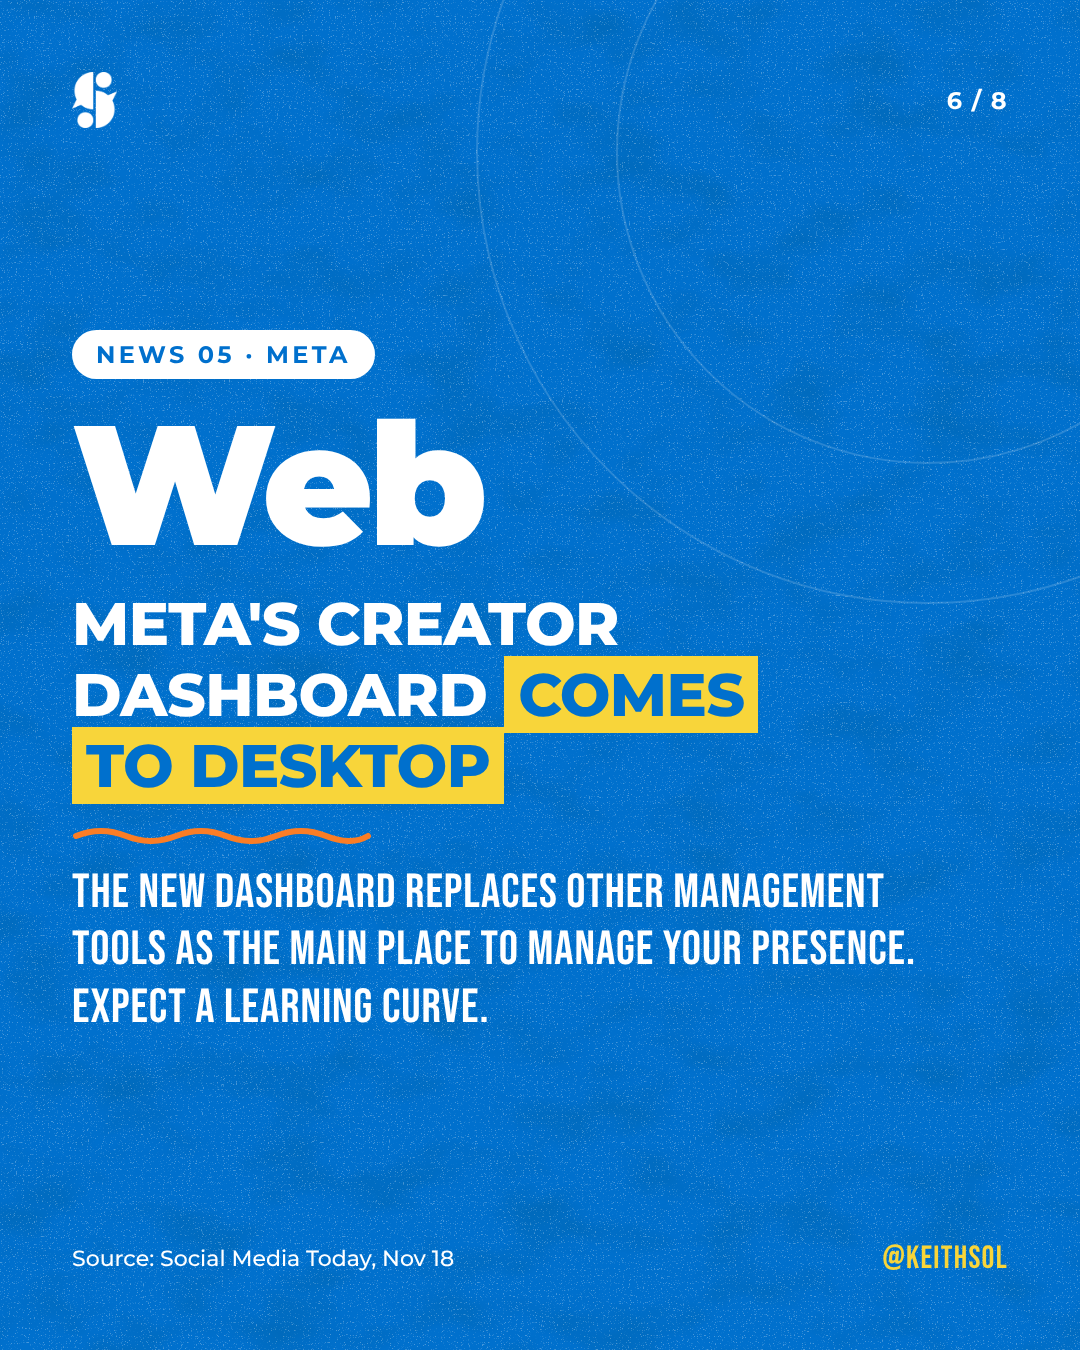 6 / 8
NEWS 05 · META
Web
META'S CREATOR
DASHBOARD COMES
TO DESKTOP
THE NEW DASHBOARD REPLACES OTHER MANAGEMENT
TOOLS AS THE MAIN PLACE TO MANAGE YOUR PRESENCE.
EXPECT A LEARNING CURVE.
Source: Social Media Today, Nov 18
@KEITHSOL